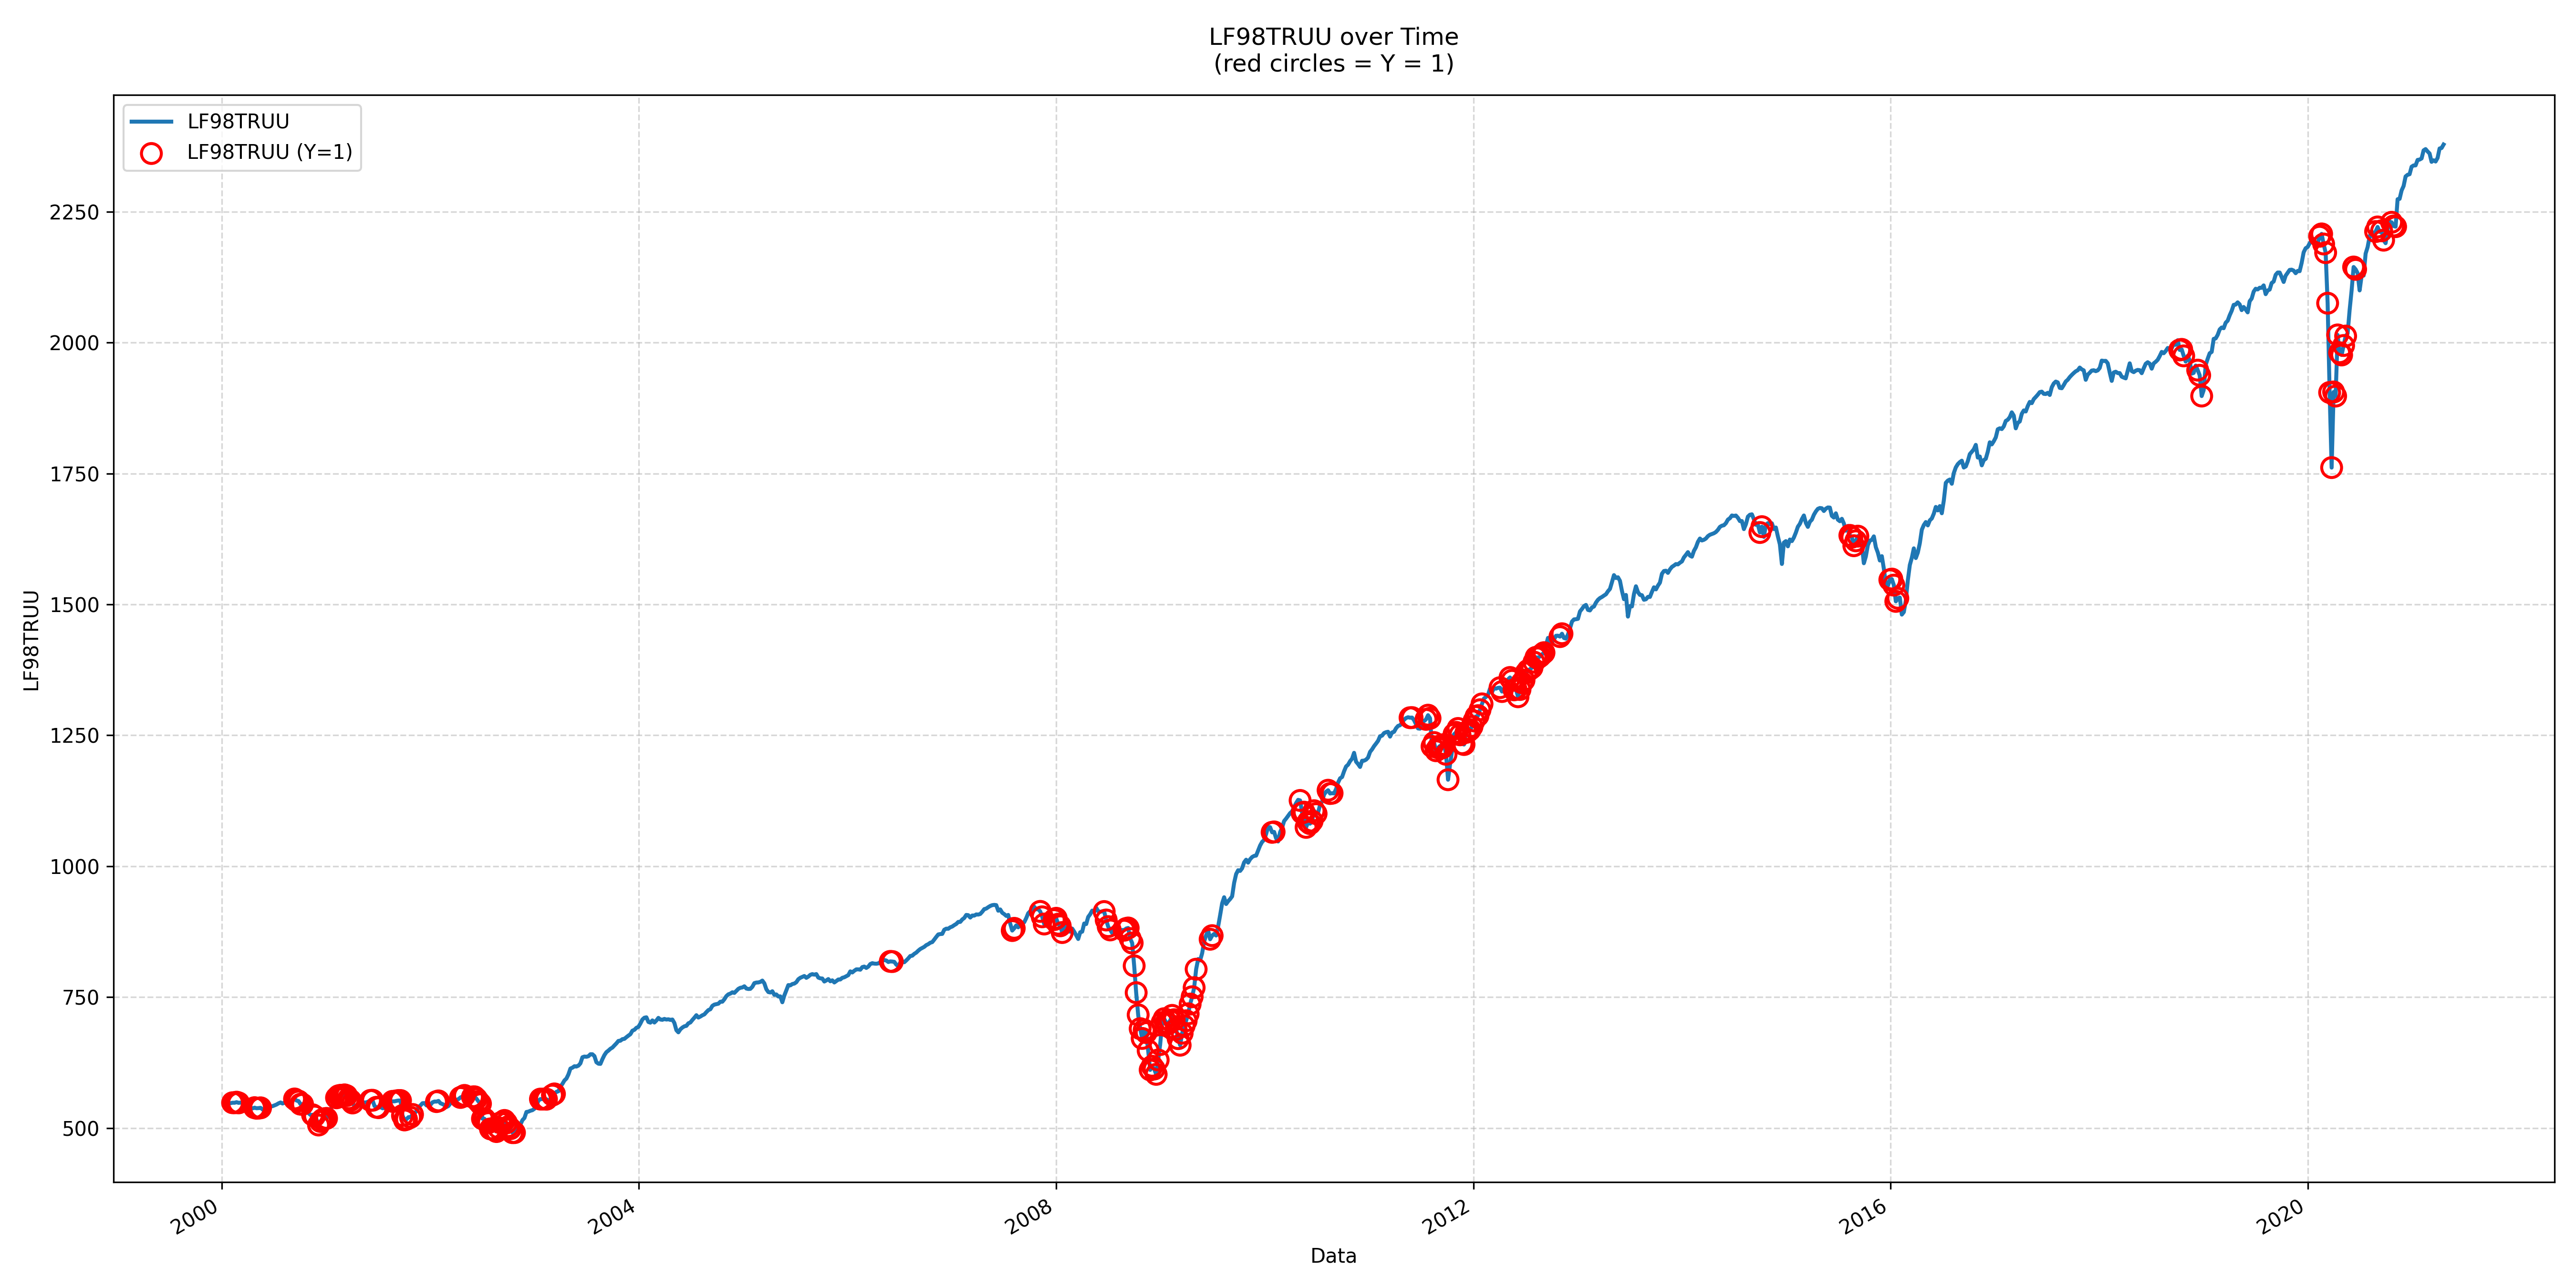 LF98TRUU over Time
(red circles = Y = 1)
LF98TRUU
LF98TRUU (Y=1)
2250
2000
1750
1500
1250
1000
750
500
LF98TRUU
2000
2004
2008
2012
2016
2020
Data